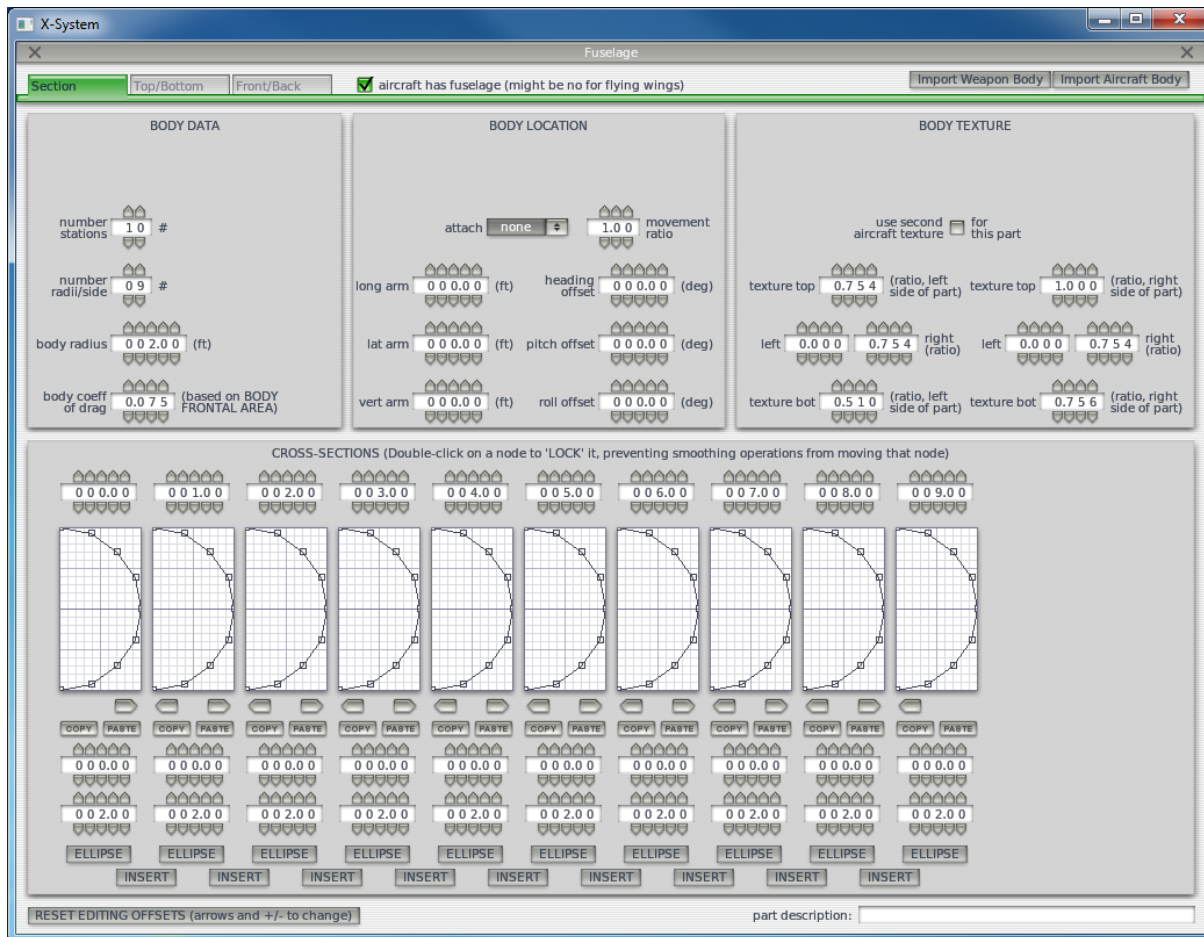 X-System
Fuselage
Section Top/Bottom Front/Back aircraft has fuselage (might be no for flying wings) Import Weapon Body Import Aircraft Body
BODY DATA
number stations 10 #
number radii/side 09 #
body radius 002.00 (ft)
body coeff of drag 0.075 (based on BODY FRONTAL AREA)
BODY LOCATION
attach none 1.00 movement ratio
long arm 000.00 (ft) heading offset 000.00 (deg)
lat arm 000.00 (ft) pitch offset 000.00 (deg)
vert arm 000.00 (ft) roll offset 000.00 (deg)
BODY TEXTURE
use second aircraft texture for this part
texture top 0.754 (ratio, left side of part) texture top 1.000 (ratio, right side of part)
left 0.000 0.754 right (ratio) left 0.000 0.754 right (ratio)
texture bot 0.510 (ratio, left side of part) texture bot 0.756 (ratio, right side of part)
CROSS-SECTIONS (Double-click on a node to 'LOCK' it, preventing smoothing operations from moving that node)
000.00 001.00 002.00 003.00 004.00 005.00 006.00 007.00 008.00 009.00
COPY PASTE COPY PASTE COPY PASTE COPY PASTE COPY PASTE COPY PASTE COPY PASTE COPY PASTE COPY PASTE COPY PASTE
000.00 000.00 000.00 000.00 000.00 000.00 000.00 000.00 000.00 000.00
002.00 002.00 002.00 002.00 002.00 002.00 002.00 002.00 002.00 002.00
ELLIPSE ELLIPSE ELLIPSE ELLIPSE ELLIPSE ELLIPSE ELLIPSE ELLIPSE ELLIPSE ELLIPSE
INSERT INSERT INSERT INSERT INSERT INSERT INSERT INSERT INSERT
RESET EDITING OFFSETS (arrows and +/- to change) part description: